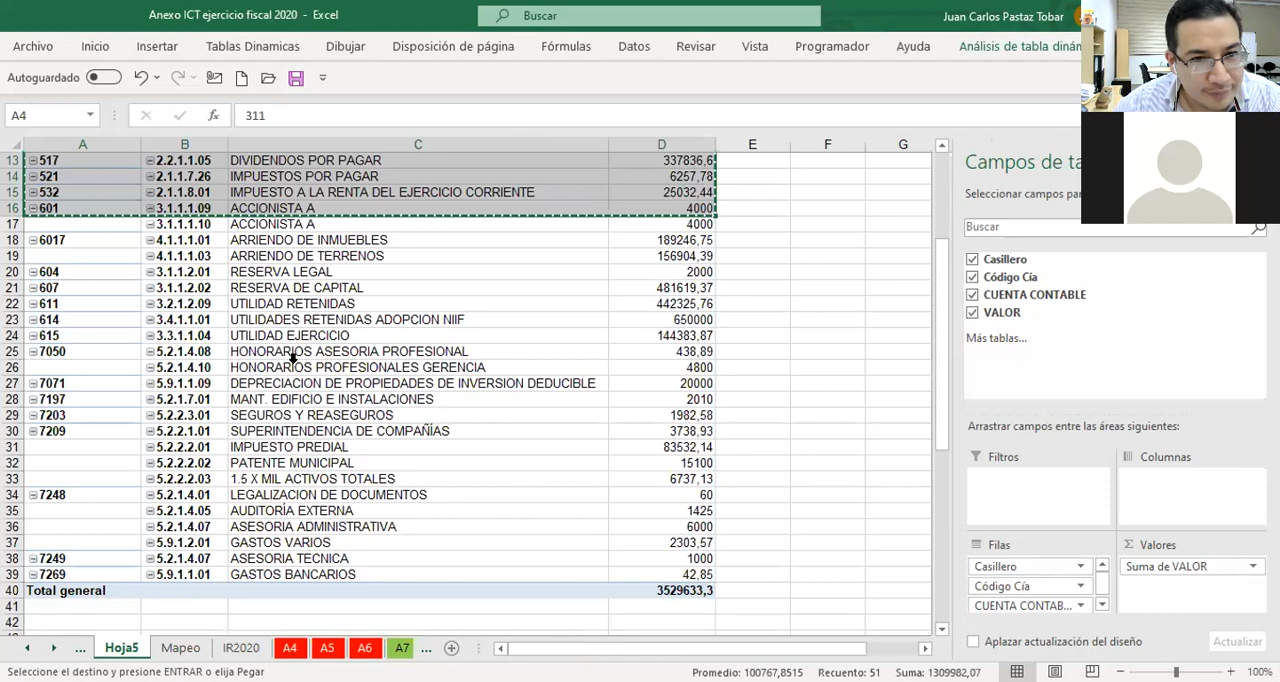 Anexo ICT ejercicio fiscal 2020 - Excel
Buscar
Juan Carlos Pastaz Tobar
Archivo Inicio Insertar Tablas Dinamicas Dibujar Disposición de página Fórmulas Datos Revisar Vista Programador Ayuda Análisis de tabla
Autoguardado
A4 fx 311
A B C D E F G
13 517 2.2.1.1.05 DIVIDENDOS POR PAGAR 337836,6
14 521 2.1.1.7.26 IMPUESTOS POR PAGAR 6257,78
15 532 2.1.1.8.01 IMPUESTO A LA RENTA DEL EJERCICIO CORRIENTE 25032,44
16 601 3.1.1.1.09 ACCIONISTA A 4000
17 3.1.1.1.10 ACCIONISTA A 4000
18 6017 4.1.1.1.01 ARRIENDO DE INMUEBLES 189246,75
19 4.1.1.1.03 ARRIENDO DE TERRENOS 156904,39
20 604 3.1.1.2.01 RESERVA LEGAL 2000
21 607 3.1.1.2.02 RESERVA DE CAPITAL 481619,37
22 611 3.2.1.2.09 UTILIDAD RETENIDAS 442325,76
23 614 3.4.1.1.01 UTILIDADES RETENIDAS ADOPCION NIIF 650000
24 615 3.3.1.1.04 UTILIDAD EJERCICIO 144383,87
25 7050 5.2.1.4.08 HONORARIOS ASESORIA PROFESIONAL 438,89
26 5.2.1.4.10 HONORARIOS PROFESIONALES GERENCIA 4800
27 7071 5.9.1.1.09 DEPRECIACION DE PROPIEDADES DE INVERSION DEDUCIBLE 20000
28 7197 5.2.1.7.01 MANT. EDIFICIO E INSTALACIONES 2010
29 7203 5.2.2.3.01 SEGUROS Y REASEGUROS 1982,58
30 7209 5.2.2.1.01 SUPERINTENDENCIA DE COMPAÑÍAS 3738,93
31 5.2.2.2.01 IMPUESTO PREDIAL 83532,14
32 5.2.2.2.02 PATENTE MUNICIPAL 15100
33 5.2.2.2.03 1.5 X MIL ACTIVOS TOTALES 6737,13
34 7248 5.2.1.4.01 LEGALIZACION DE DOCUMENTOS 60
35 5.2.1.4.05 AUDITORÍA EXTERNA 1425
36 5.2.1.4.07 ASESORIA ADMINISTRATIVA 6000
37 5.9.1.2.01 GASTOS VARIOS 2303,57
38 7249 5.2.1.4.07 ASESORIA TECNICA 1000
39 7269 5.9.1.1.01 GASTOS BANCARIOS 42,85
40 Total general 3529633,3
41
42
Campos de
Seleccionar campos
Buscar
Casillero
Código Cía
CUENTA CONTABLE
VALOR
Más tablas...
Arrastrar campos entre las áreas siguientes:
Filtros Columnas
Filas Valores
Casillero Suma de VALOR
Código Cía
CUENTA CONTAB...
Aplazar actualización del diseño Actualizar
... Hoja5 Mapeo IR2020 A4 A5 A6 A7 ...
Seleccione el destino y presione ENTRAR o elija Pegar Promedio: 100767,8515 Recuento: 51 Suma: 1309982,07 100%